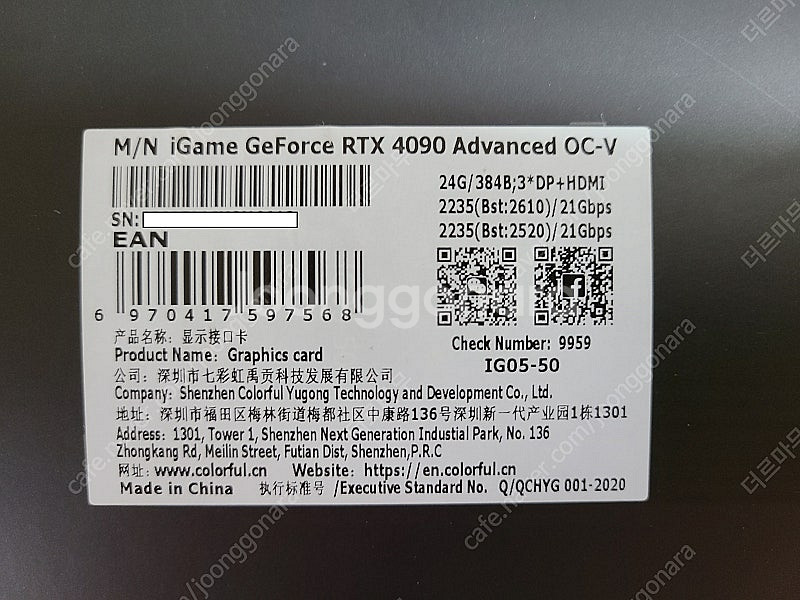 M/N iGame GeForce RTX 4090 Advanced OC-V
24G/384B;3*DP+HDMI
SN:
2235(Bst:2610)/21Gbps
EAN
2235(Bst:2520)/21Gbps
6 970417 597568
Check Number: 9959
IG05-50
产品名称: 显示接口卡
Product Name: Graphics card
公司: 深圳市七彩虹禹贡科技发展有限公司
Company: Shenzhen Colorful Yugong Technology and Development Co., Ltd.
地址: 深圳市福田区梅林街道梅都社区中康路136号深圳新一代产业园1栋1301
Address: 1301, Tower 1, Shenzhen Next Generation Industial Park, No. 136
Zhongkang Rd, Meilin Street, Futian Dist, Shenzhen,P.R.C
网址: www.colorful.cn Website: https://en.colorful.cn
Made in China 执行标准号 /Executive Standard No. Q/QCHYG 001-2020
joonggonara